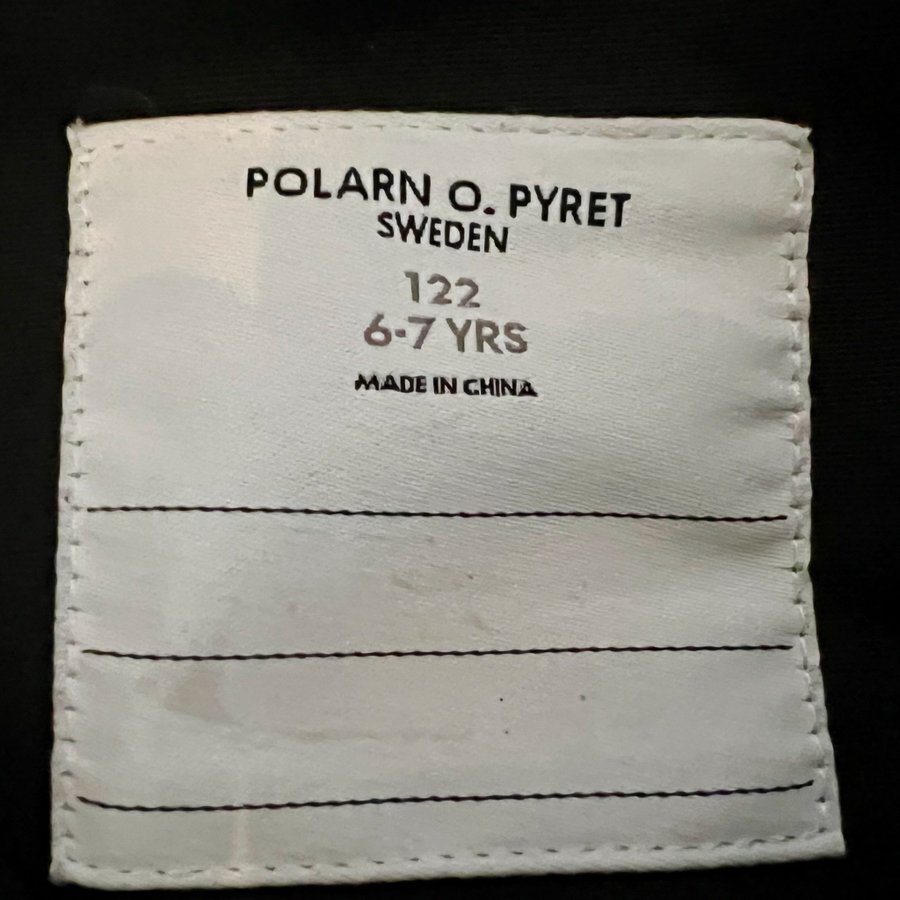 POLARN O. PYRET
SWEDEN
122
6-7 YRS
MADE IN CHINA